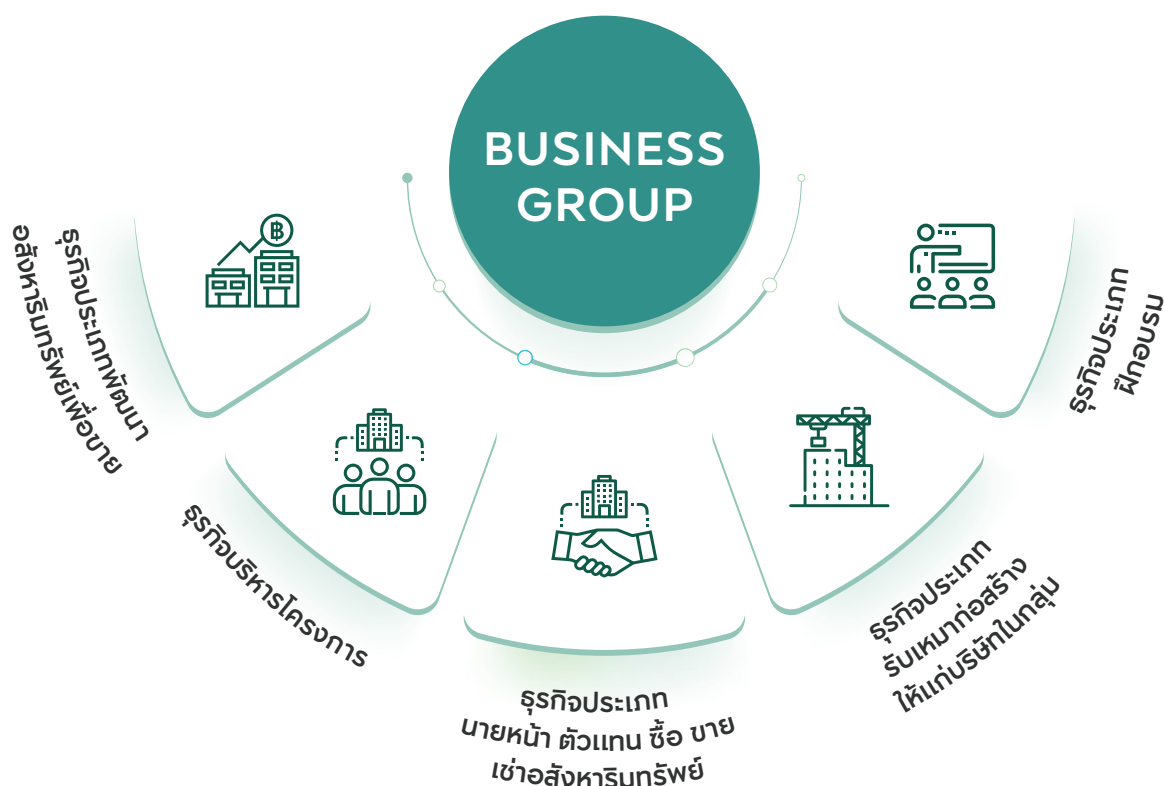 BUSINESS
GROUP
ธุรกิจประเภทพัฒนา
อสังหาริมทรัพย์เพื่อขาย
ธุรกิจบริหารโครงการ
ธุรกิจประเภท
นายหน้า ตัวแทน ซื้อ ขาย
เช่าอสังหาริมทรัพย์
ธุรกิจประเภท
รับเหมาก่อสร้าง
ให้แก่บริษัทในกลุ่ม
ธุรกิจประเภท
ฝึกอบรม
฿